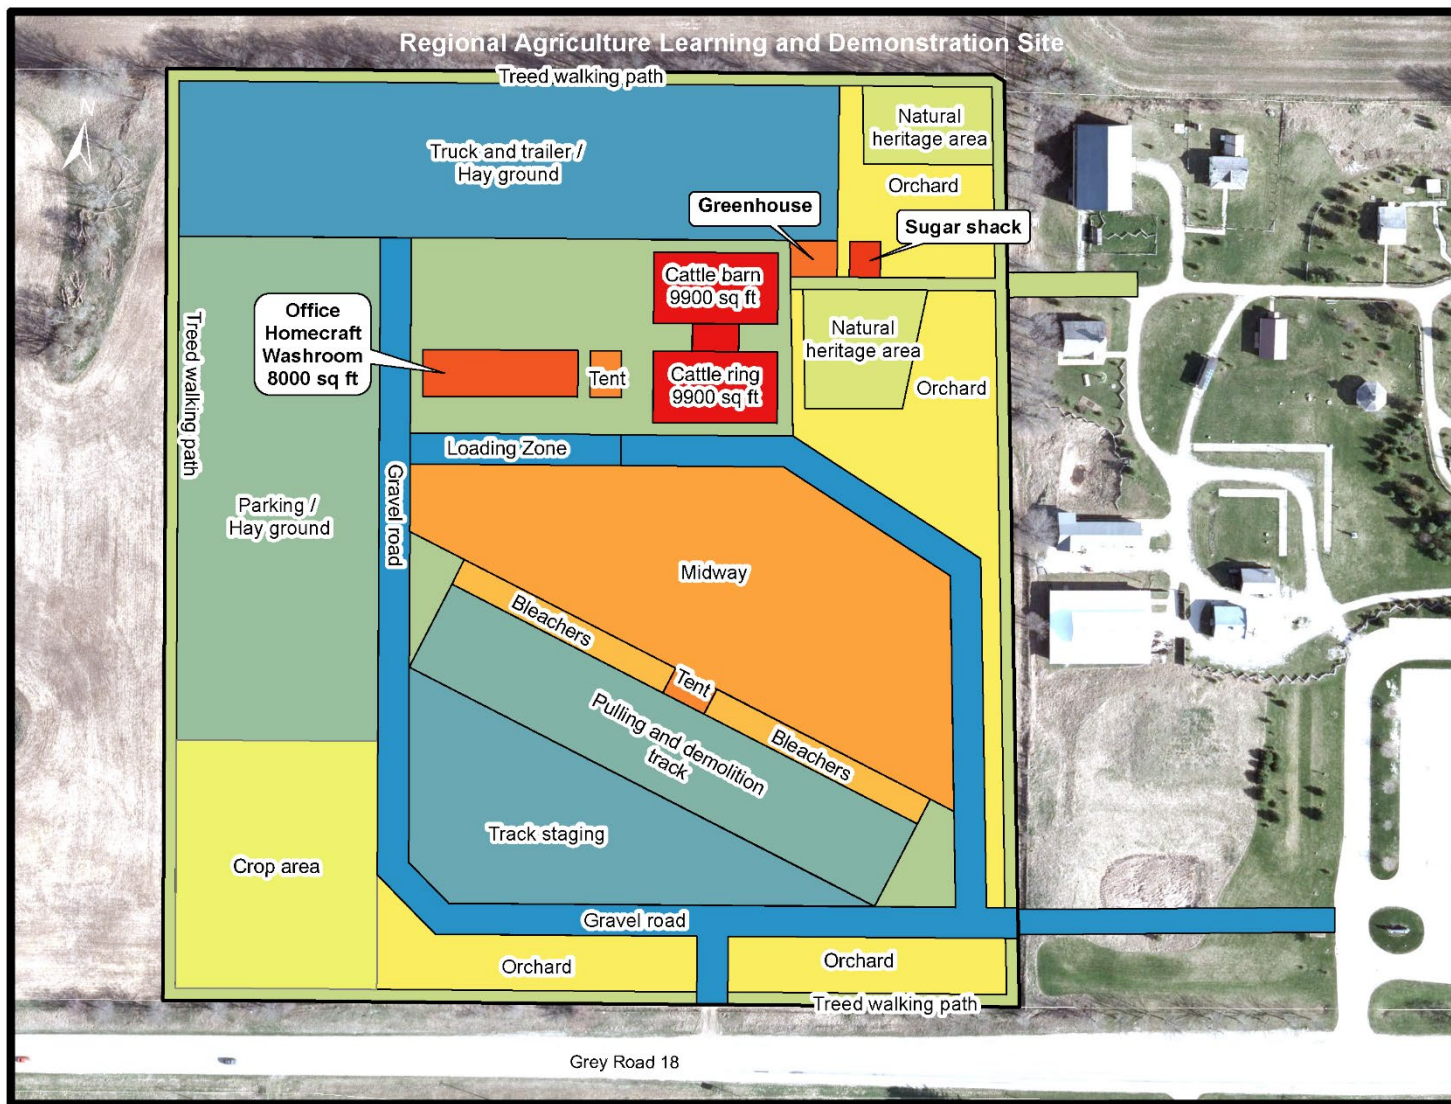 Regional Agriculture Learning and Demonstration Site
Treed walking path
N
Natural
heritage area
Truck and trailer /
Hay ground
Orchard
Greenhouse
Sugar shack
Cattle barn
9900 sq ft
Office
Homecraft
Washroom
8000 sq ft
Treed walking path
Natural
heritage area
Tent
Cattle ring
9900 sq ft
Orchard
Loading Zone
Gravel road
Parking /
Hay ground
Midway
Bleachers
Tent
Pulling and demolition
track
Bleachers
Track staging
Crop area
Gravel road
Orchard
Orchard
Treed walking path
Grey Road 18